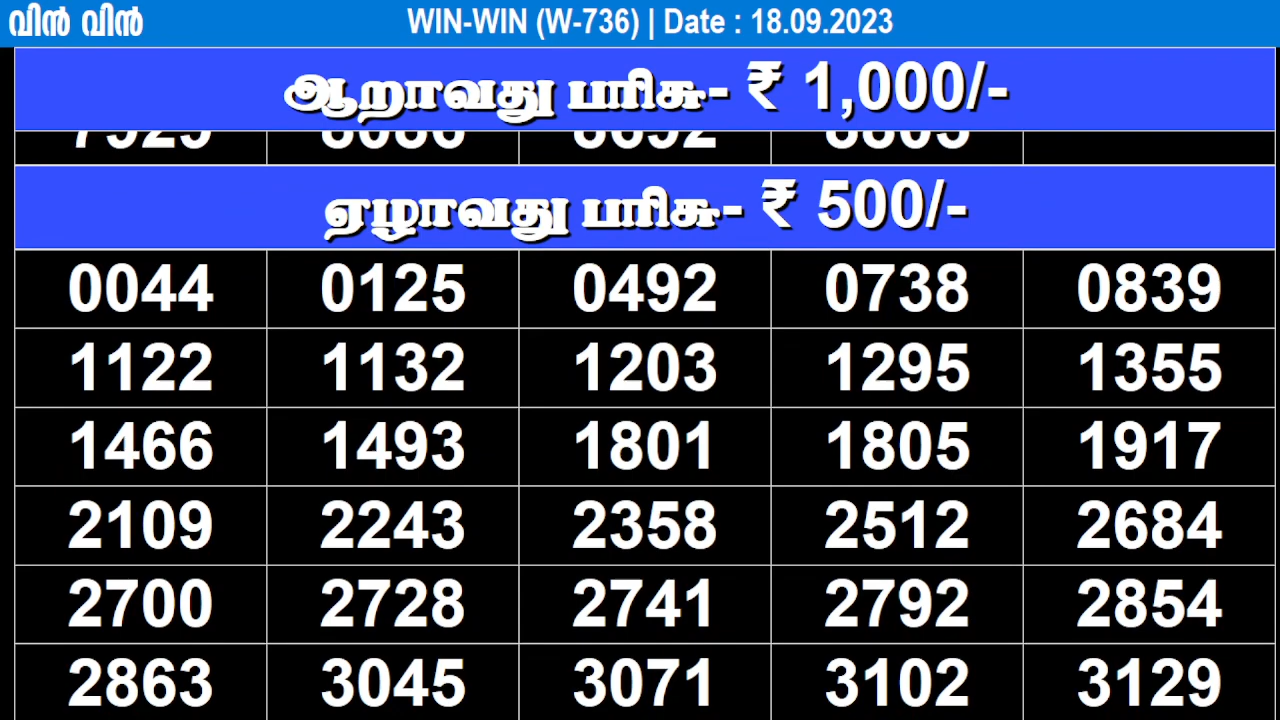 വിൻ വിൻ WIN-WIN (W-736) | Date : 18.09.2023
ஆறாவது பரிசு- ₹ 1,000/-
ஏழாவது பரிசு- ₹ 500/-
0044 0125 0492 0738 0839
1122 1132 1203 1295 1355
1466 1493 1801 1805 1917
2109 2243 2358 2512 2684
2700 2728 2741 2792 2854
2863 3045 3071 3102 3129